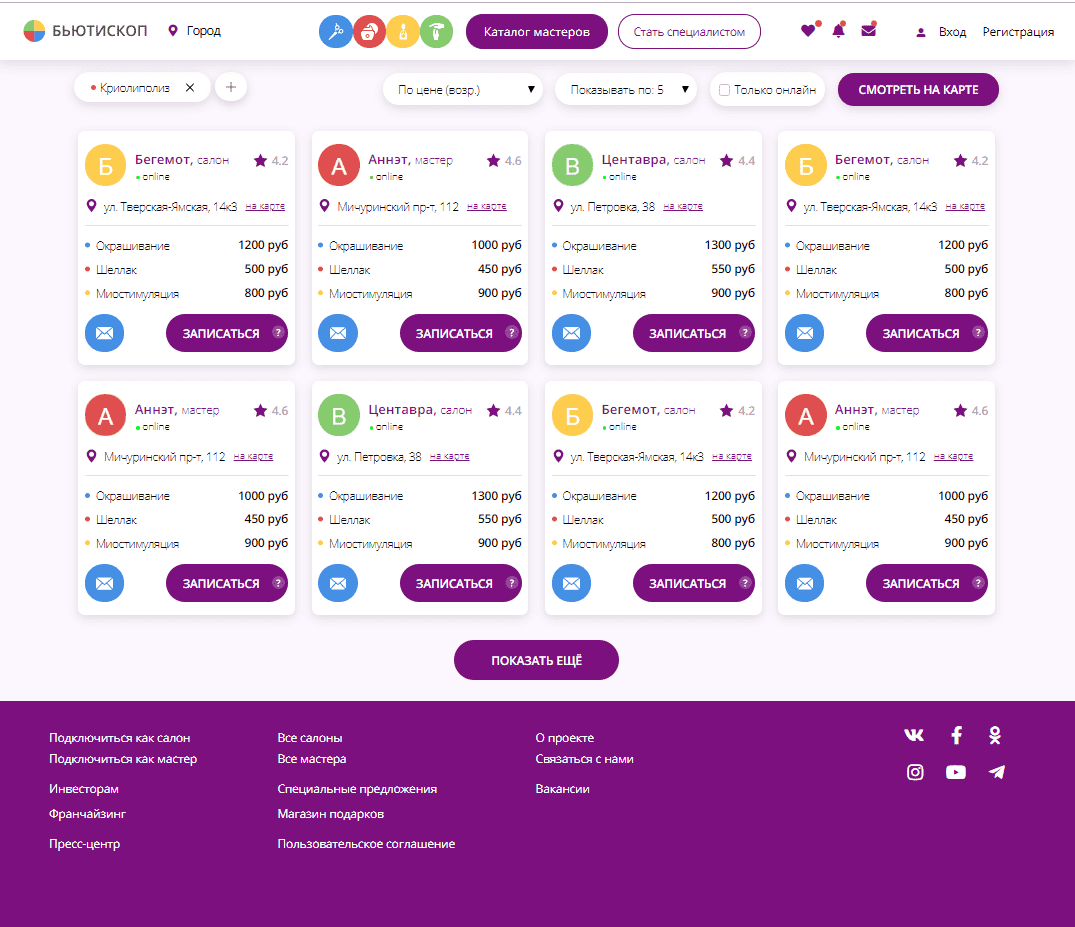 БЬЮТИСКОП Город Каталог мастеров Стать специалистом Вход Регистрация
Криолиполиз × + По цене (возр.) ▼ Показывать по: 5 ▼ Только онлайн СМОТРЕТЬ НА КАРТЕ
Б Бегемот, салон 4.2
online
ул. Тверская-Ямская, 14к3 на карте
Окрашивание 1200 руб
Шеллак 500 руб
Миостимуляция 800 руб
ЗАПИСАТЬСЯ ?
А Аннэт, мастер 4.6
online
Мичуринский пр-т, 112 на карте
Окрашивание 1000 руб
Шеллак 450 руб
Миостимуляция 900 руб
ЗАПИСАТЬСЯ ?
В Центавра, салон 4.4
online
ул. Петровка, 38 на карте
Окрашивание 1300 руб
Шеллак 550 руб
Миостимуляция 900 руб
ЗАПИСАТЬСЯ ?
Б Бегемот, салон 4.2
online
ул. Тверская-Ямская, 14к3 на карте
Окрашивание 1200 руб
Шеллак 500 руб
Миостимуляция 800 руб
ЗАПИСАТЬСЯ ?
А Аннэт, мастер 4.6
online
Мичуринский пр-т, 112 на карте
Окрашивание 1000 руб
Шеллак 450 руб
Миостимуляция 900 руб
ЗАПИСАТЬСЯ ?
В Центавра, салон 4.4
online
ул. Петровка, 38 на карте
Окрашивание 1300 руб
Шеллак 550 руб
Миостимуляция 900 руб
ЗАПИСАТЬСЯ ?
Б Бегемот, салон 4.2
online
ул. Тверская-Ямская, 14к3 на карте
Окрашивание 1200 руб
Шеллак 500 руб
Миостимуляция 800 руб
ЗАПИСАТЬСЯ ?
А Аннэт, мастер 4.6
online
Мичуринский пр-т, 112 на карте
Окрашивание 1000 руб
Шеллак 450 руб
Миостимуляция 900 руб
ЗАПИСАТЬСЯ ?
ПОКАЗАТЬ ЕЩЁ
Подключиться как салон
Подключиться как мастер
Инвесторам
Франчайзинг
Пресс-центр
Все салоны
Все мастера
Специальные предложения
Магазин подарков
Пользовательское соглашение
О проекте
Связаться с нами
Вакансии